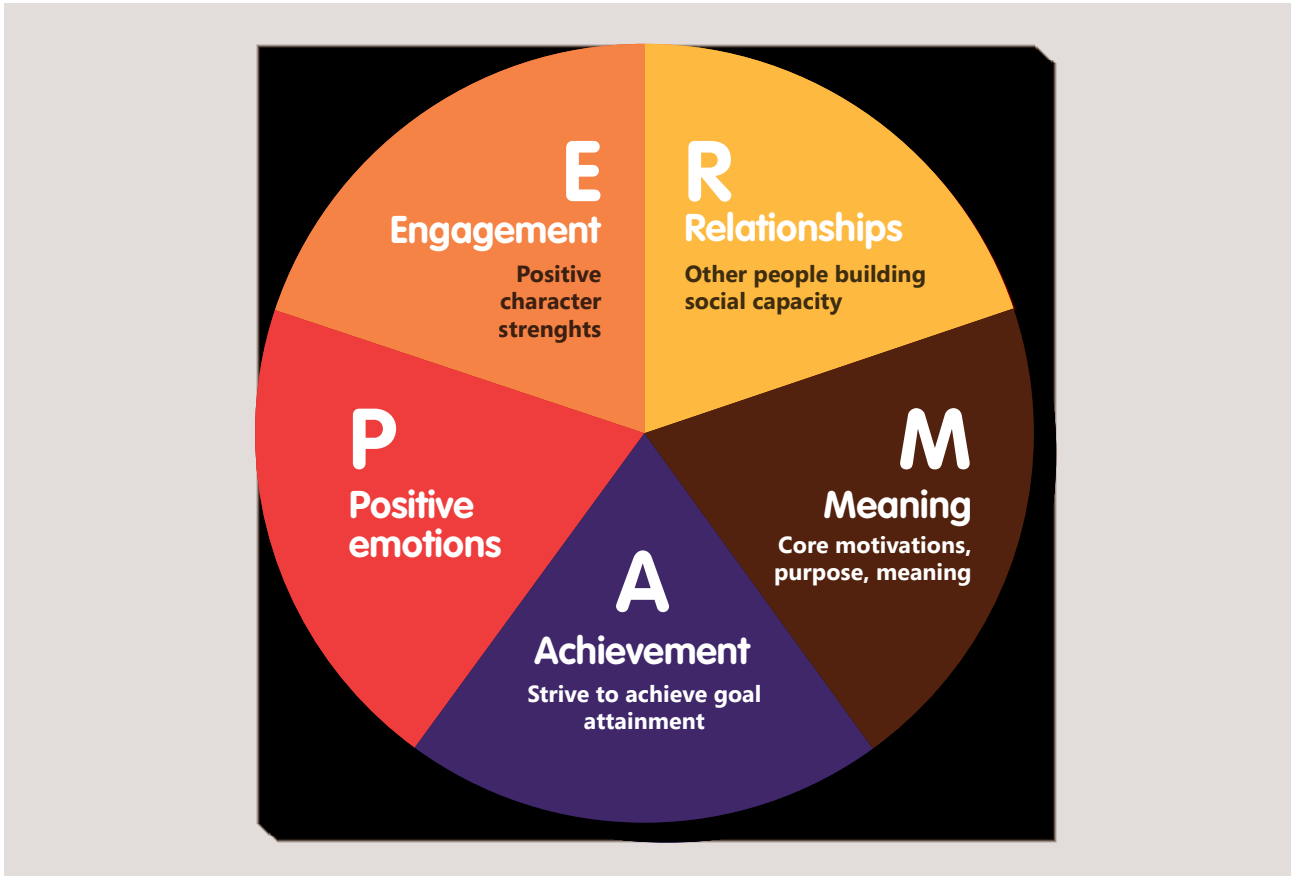 E
Engagement
Positive
character
strenghts
R
Relationships
Other people building
social capacity
P
Positive
emotions
M
Meaning
Core motivations,
purpose, meaning
A
Achievement
Strive to achieve goal
attainment